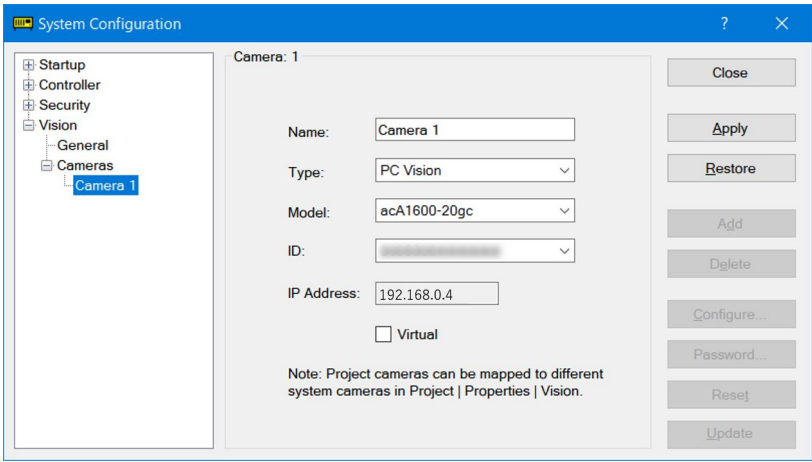 System Configuration
Startup
Controller
Security
Vision
General
Cameras
Camera 1
Camera: 1
Name: Camera 1
Type: PC Vision
Model: acA1600-20gc
ID:
IP Address: 192.168.0.4
Virtual
Note: Project cameras can be mapped to different
system cameras in Project | Properties | Vision.
Close
Apply
Restore
Add
Delete
Configure...
Password...
Reset
Update